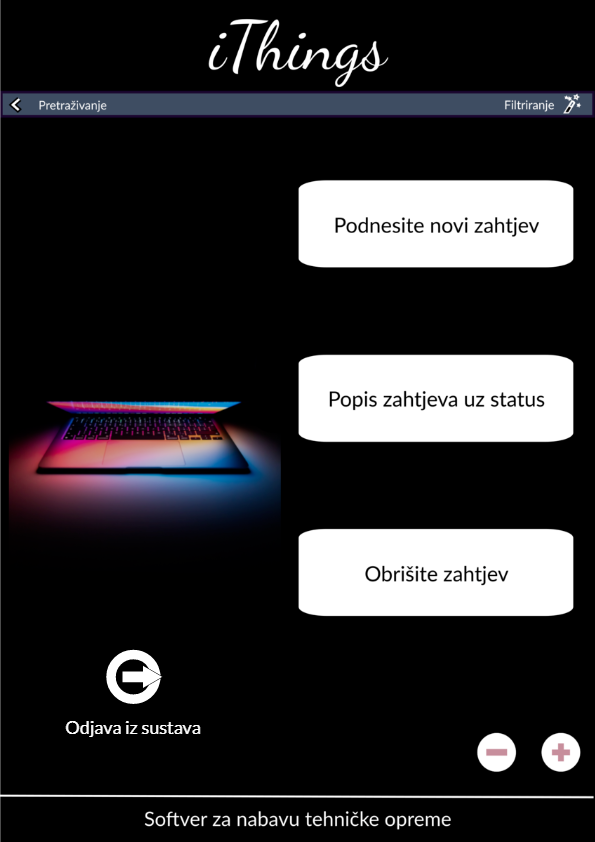 iThings
Pretraživanje
Filtriranje
Podnesite novi zahtjev
Popis zahtjeva uz status
Obrišite zahtjev
Odjava iz sustava
Softver za nabavu tehničke opreme